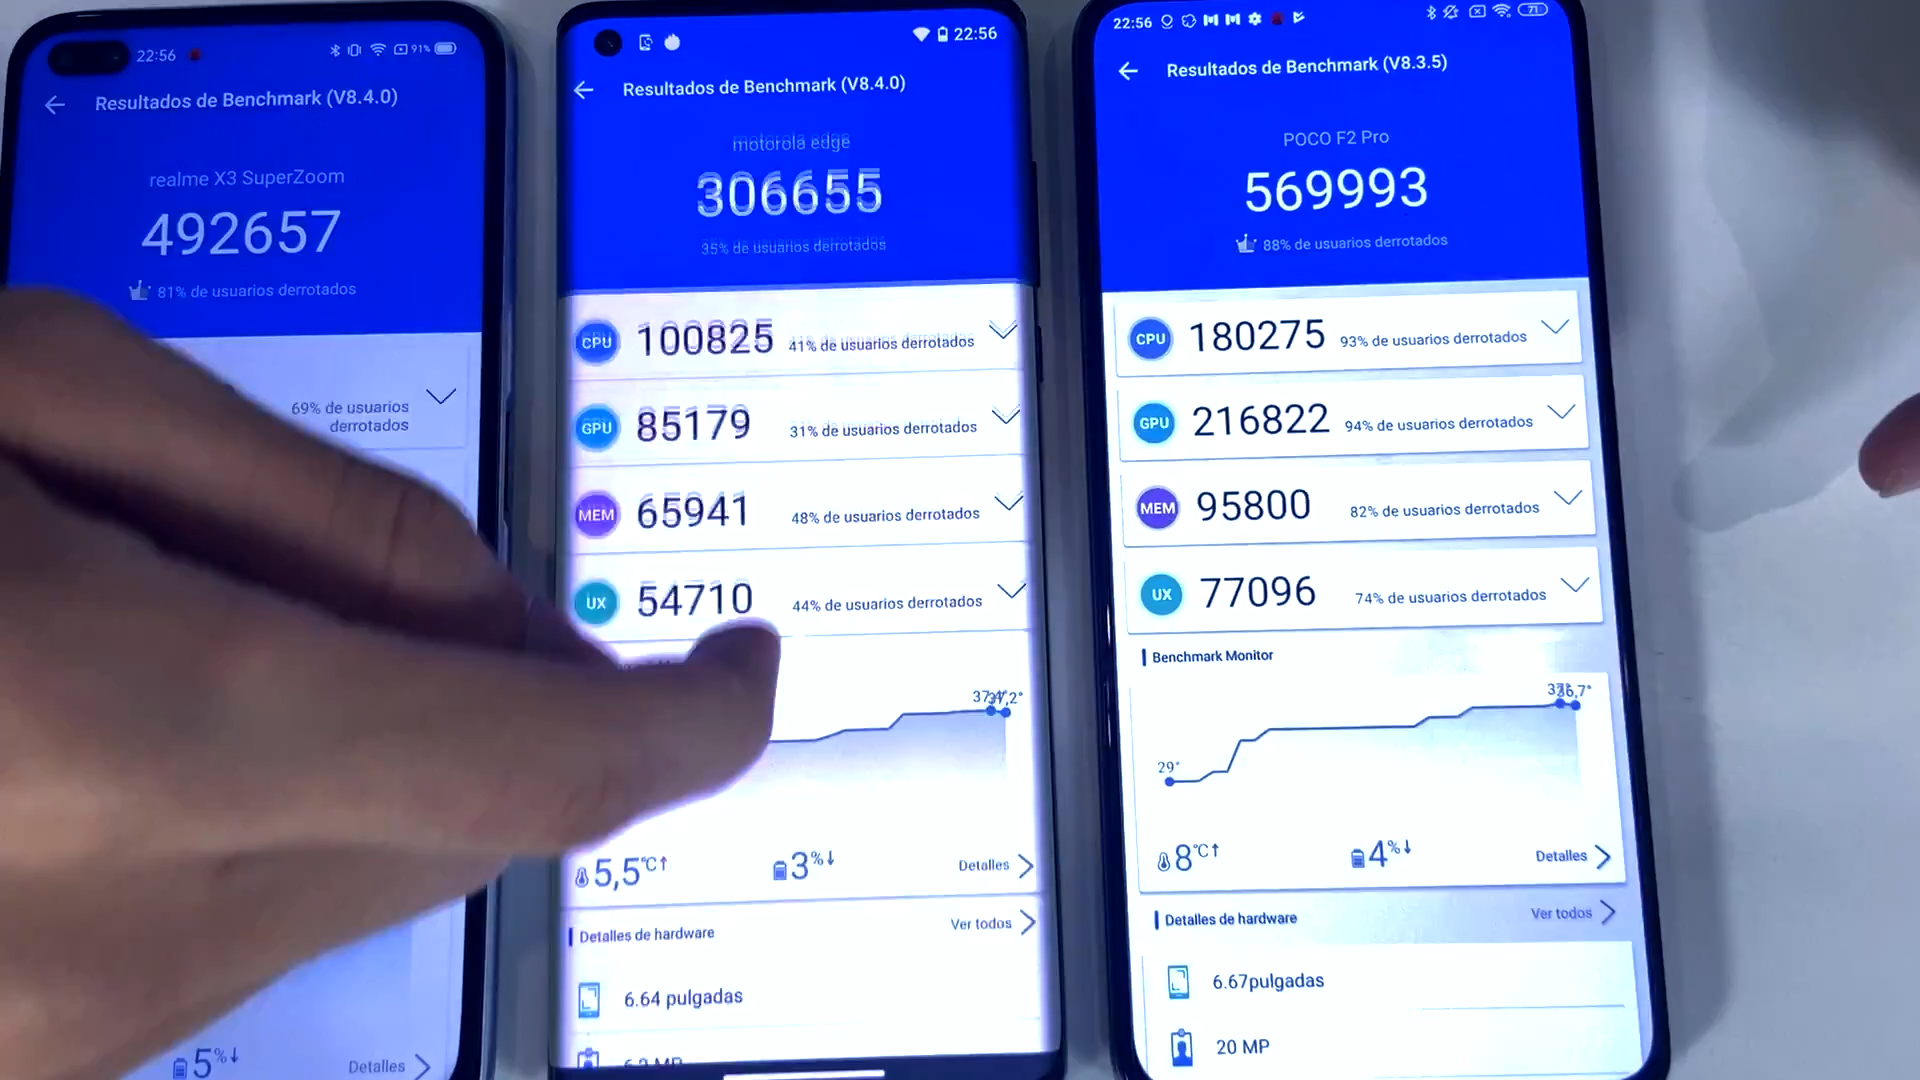 22:56
91%
Resultados de Benchmark (V8.4.0)
realme X3 SuperZoom
492657
81% de usuarios derrotados
69% de usuarios
derrotados
5%↓
Detalles
22:56
Resultados de Benchmark (V8.4.0)
motorola edge
306655
35% de usuarios derrotados
CPU 100825 41% de usuarios derrotados
GPU 85179 31% de usuarios derrotados
MEM 65941 48% de usuarios derrotados
UX 54710 44% de usuarios derrotados
5,5°C↑ 3%↓ Detalles
Detalles de hardware Ver todos
6.64 pulgadas
22:56
71
Resultados de Benchmark (V8.3.5)
POCO F2 Pro
569993
88% de usuarios derrotados
CPU 180275 93% de usuarios derrotados
GPU 216822 94% de usuarios derrotados
MEM 95800 82% de usuarios derrotados
UX 77096 74% de usuarios derrotados
Benchmark Monitor
29°
8°C↑ 4%↓ Detalles
Detalles de hardware Ver todos
6.67pulgadas
20 MP